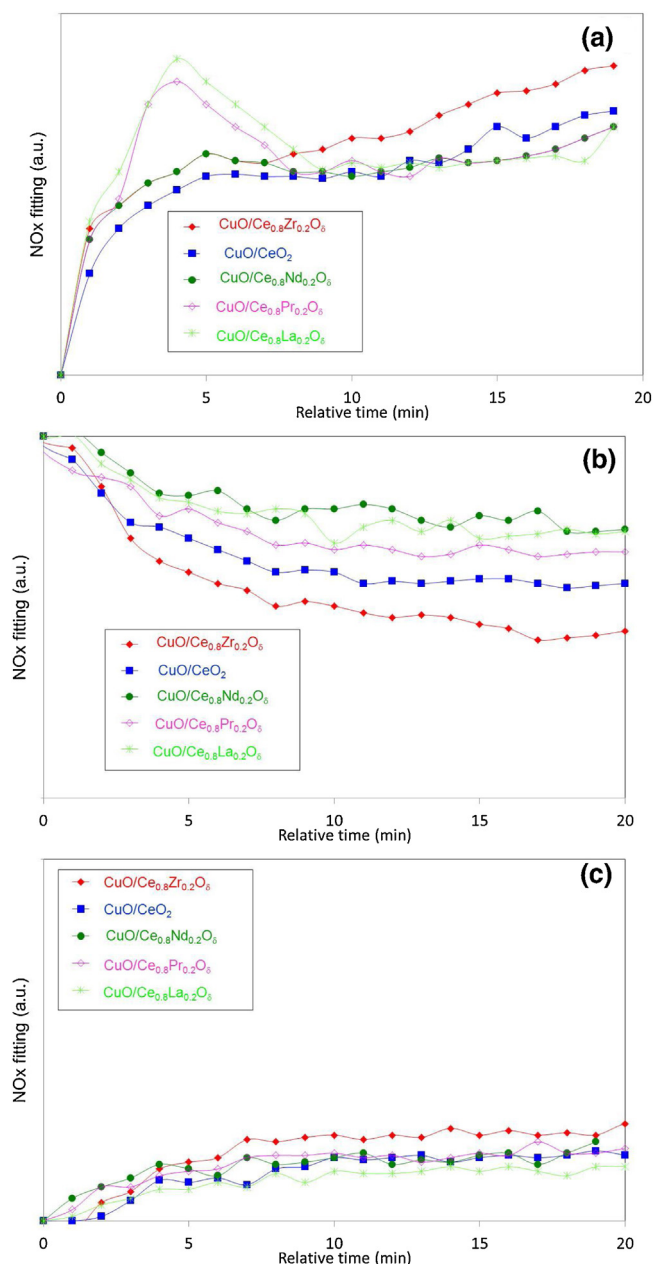 (a)
NOx fitting (a.u.)
CuO/Ce0.8Zr0.2Oδ
CuO/CeO2
CuO/Ce0.8Nd0.2Oδ
CuO/Ce0.8Pr0.2Oδ
CuO/Ce0.8La0.2Oδ
0 5 10 15 20
Relative time (min)
(b)
NOx fitting (a.u.)
CuO/Ce0.8Zr0.2Oδ
CuO/CeO2
CuO/Ce0.8Nd0.2Oδ
CuO/Ce0.8Pr0.2Oδ
CuO/Ce0.8La0.2Oδ
0 5 10 15 20
Relative time (min)
(c)
NOx fitting (a.u.)
CuO/Ce0.8Zr0.2Oδ
CuO/CeO2
CuO/Ce0.8Nd0.2Oδ
CuO/Ce0.8Pr0.2Oδ
CuO/Ce0.8La0.2Oδ
0 5 10 15 20
Relative time (min)